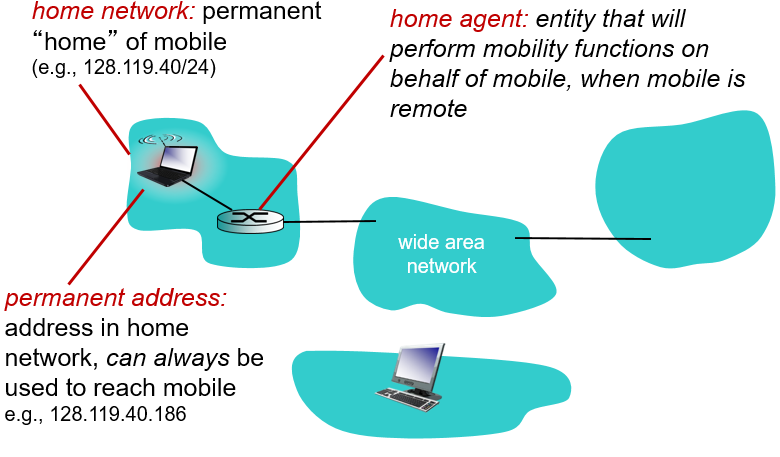 home network: permanent
“home” of mobile
(e.g., 128.119.40/24)
home agent: entity that will
perform mobility functions on
behalf of mobile, when mobile is
remote
wide area
network
permanent address:
address in home
network, can always be
used to reach mobile
e.g., 128.119.40.186